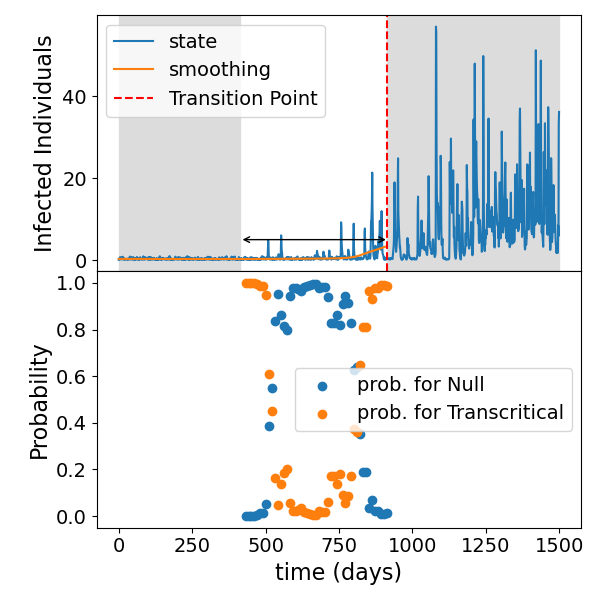 state
smoothing
Transition Point
Infected Individuals
40
20
0
1.0
0.8
0.6
0.4
0.2
0.0
Probability
prob. for Null
prob. for Transcritical
0 250 500 750 1000 1250 1500
time (days)